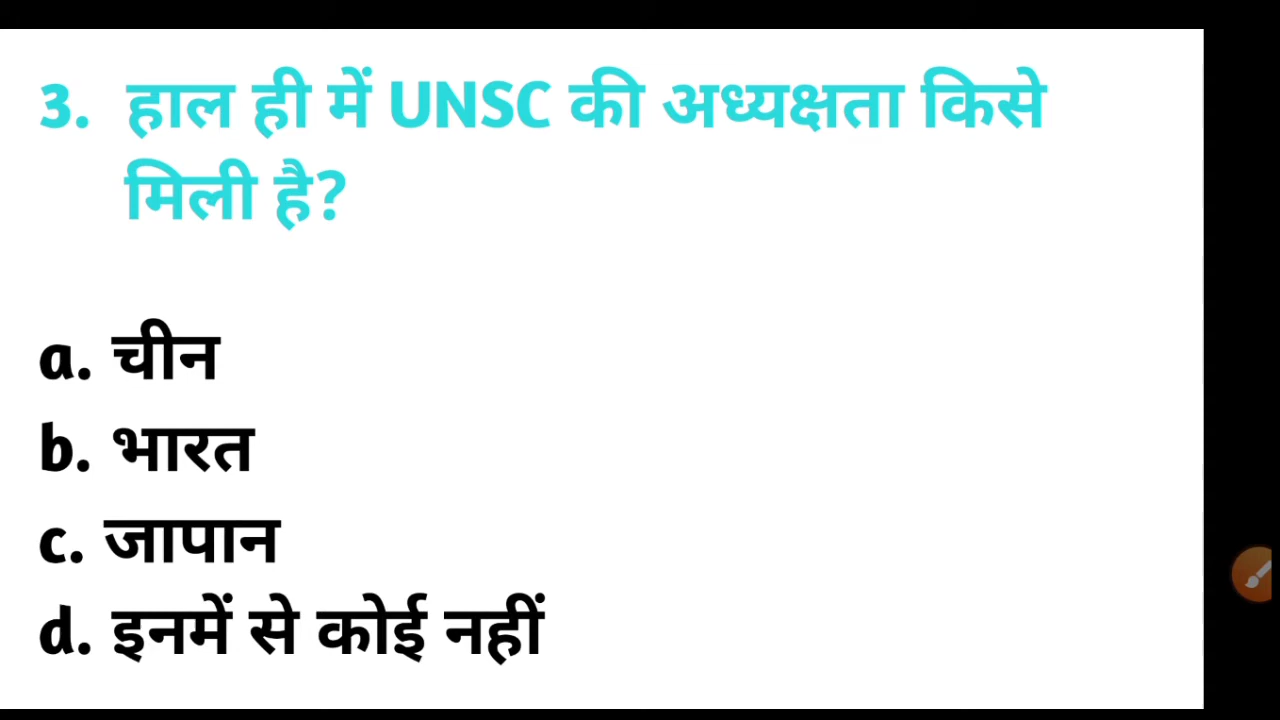 3. हाल ही में UNSC की अध्यक्षता किसे
मिली है?
a. चीन
b. भारत
c. जापान
d. इनमें से कोई नहीं